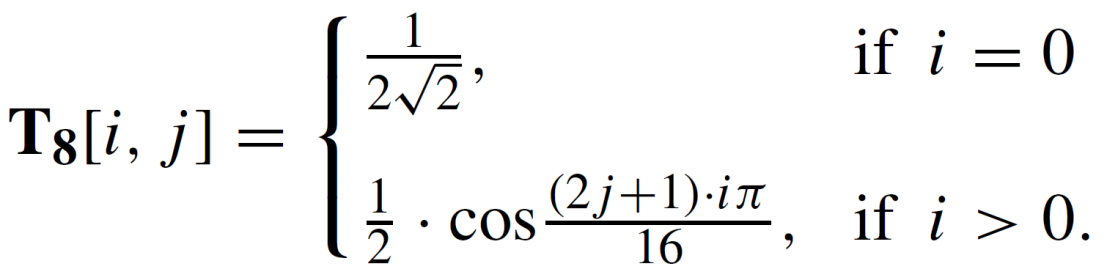 1/(2√2), if i = 0
T₈[i, j] = {
1/2 · cos (2j+1)·iπ/16, if i > 0.